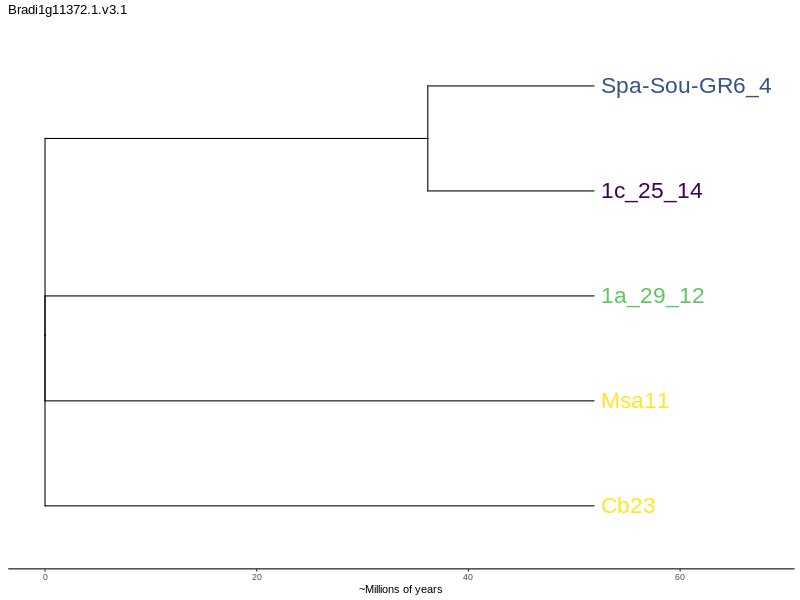 Bradi1g11372.1.v3.1
Spa-Sou-GR6_4
1c_25_14
1a_29_12
Msa11
Cb23
0 20 40 60
~Millions of years